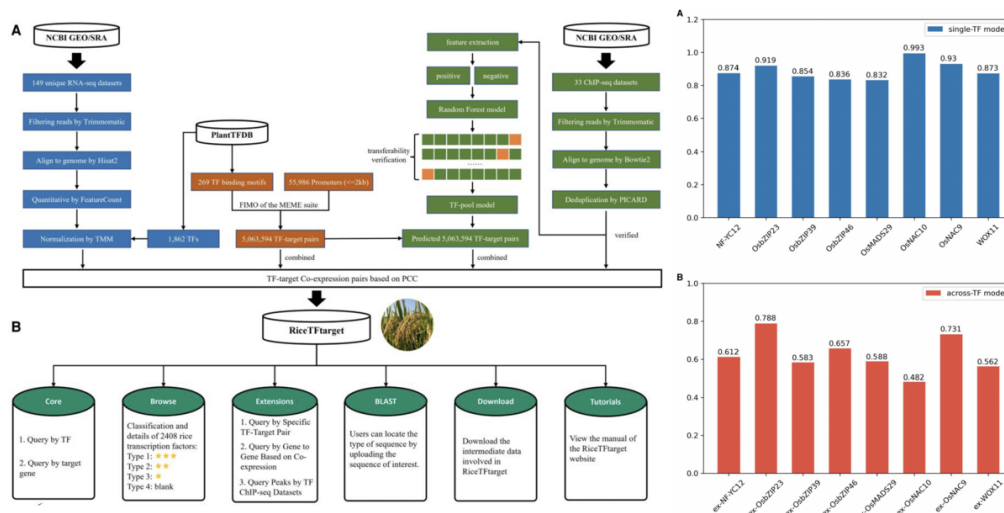 A
NCBI GEO/SRA
149 unique RNA-seq datasets
Filtering reads by Trimmomatic
Align to genome by Hisat2
Quantitative by FeatureCount
Normalization by TMM
PlantTFDB
269 TF binding motifs
55,986 Promoters (<=2kb)
FIMO of the MEME suite
1,862 TFs
5,063,594 TF-target pairs
feature extraction
positive
negative
Random Forest model
transferability
verification
......
TF-pool model
Predicted 5,063,594 TF-target pairs
NCBI GEO/SRA
33 ChIP-seq datasets
Filtering reads by Trimmomatic
Align to genome by Bowtie2
Deduplication by PICARD
verified
combined
combined
TF-target Co-expression pairs based on PCC
B
RiceTFtarget
Core
1. Query by TF
2. Query by target
gene
Browse
Classification and
details of 2408 rice
transcription factors:
Type 1: ★★★
Type 2: ★★
Type 3: ★
Type 4: blank
Extensions
1. Query by Specific
TF-Target Pair
2. Query by Gene to
Gene Based on Co-
expression
3. Query Peaks by TF
ChIP-seq Datasets
BLAST
Users can locate the
type of sequence by
uploading the
sequence of interest.
Download
Download the
intermediate data
involved in
RiceTFtarget
Tutorials
View the manual of
the RiceTFtarget
website
A
single-TF mode
1.2
1.0
0.8
0.6
0.4
0.2
0.0
0.874
0.919
0.854
0.836
0.832
0.993
0.93
0.873
NF-YC12
OsbZIP23
OsbZIP39
OsbZIP46
OsMADS29
OsNAC10
OsNAC9
WOX11
B
across-TF mode
1.0
0.8
0.6
0.4
0.2
0.0
0.612
0.788
0.583
0.657
0.588
0.482
0.731
0.562
ex-NF-YC12
ex-OsbZIP23
ex-OsbZIP39
ex-OsbZIP46
ex-OsMADS29
ex-OsNAC10
ex-OsNAC9
ex-WOX11